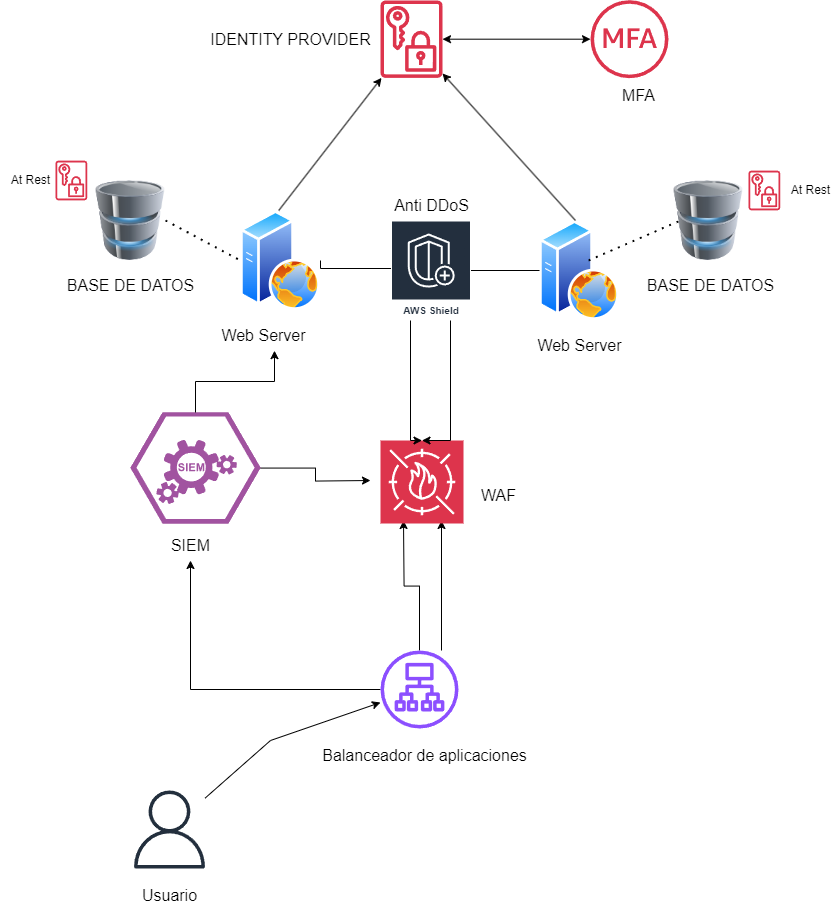 IDENTITY PROVIDER
MFA
MFA
At Rest
At Rest
Anti DDoS
BASE DE DATOS
BASE DE DATOS
AWS Shield
Web Server
Web Server
SIEM
WAF
SIEM
Balanceador de aplicaciones
Usuario